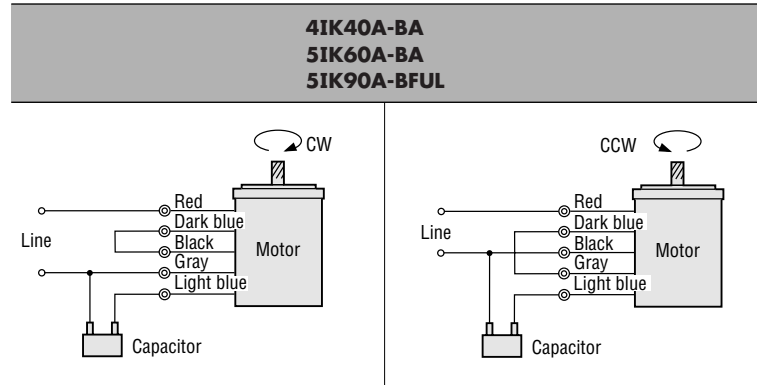 4IK40A-BA
5IK60A-BA
5IK90A-BFUL
CW
Red
Dark blue
Line
Black
Motor
Gray
Light blue
Capacitor
CCW
Red
Dark blue
Line
Black
Motor
Gray
Light blue
Capacitor